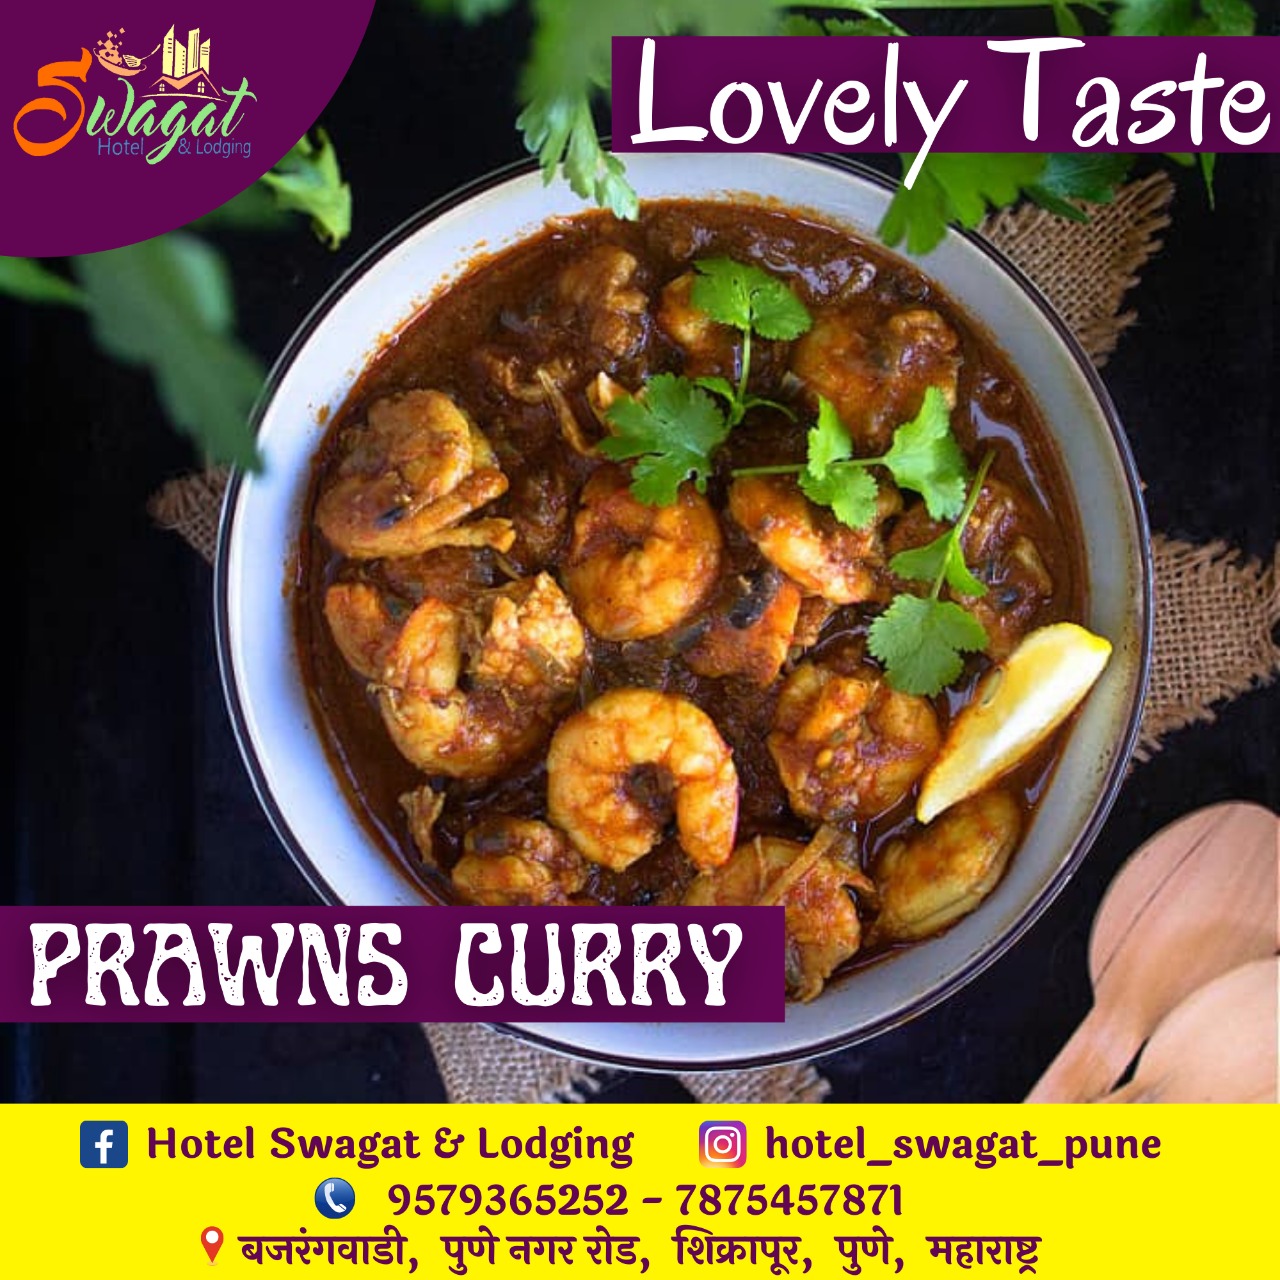 Swagat
Hotel & Lodging
Lovely Taste
PRAWNS CURRY
Hotel Swagat & Lodging hotel_swagat_pune
9579365252 - 7875457871
बजरंगवाडी, पुणे नगर रोड, शिक्रापूर, पुणे, महाराष्ट्र